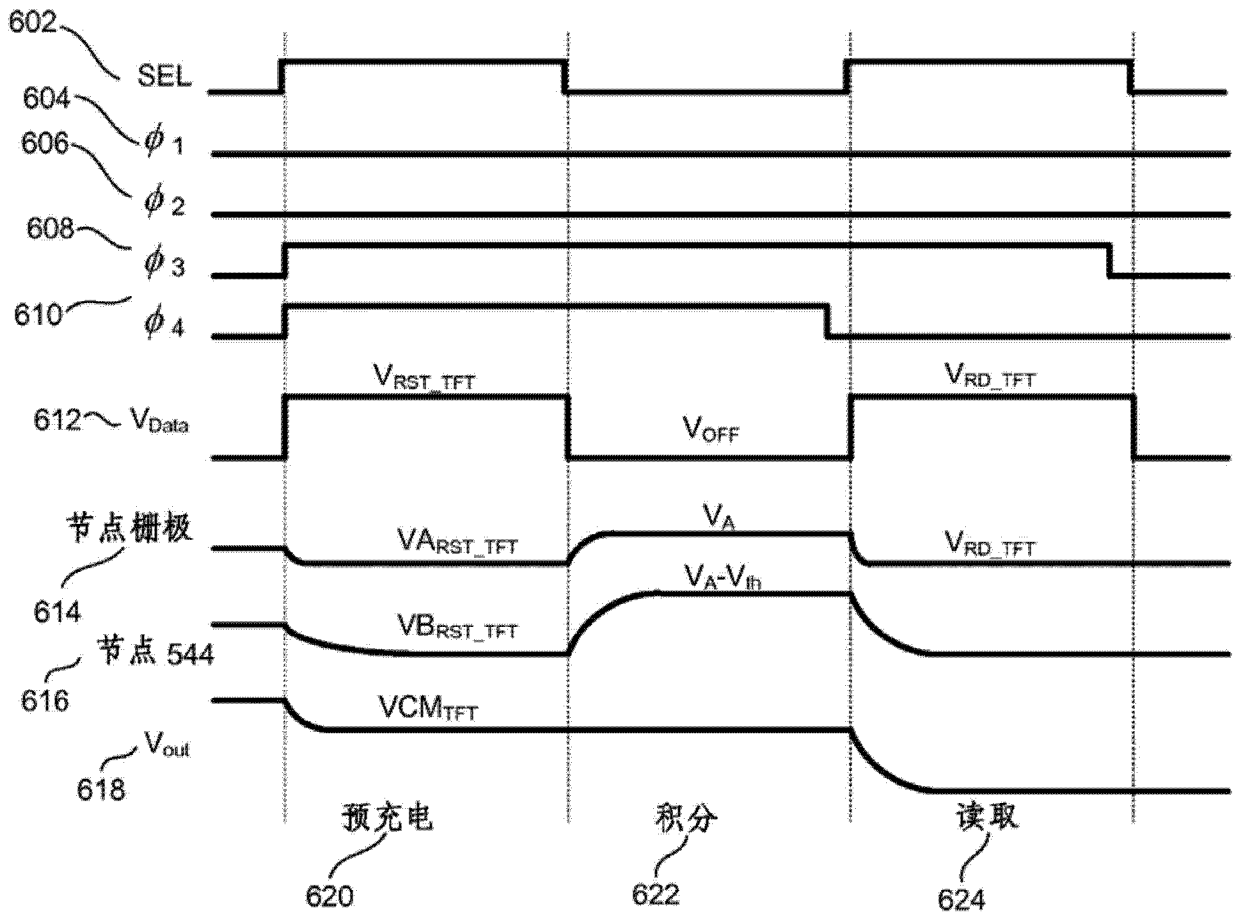 602
SEL
604
ϕ1
606
ϕ2
608
ϕ3
610
ϕ4
VRST_TFT
VRD_TFT
612
VData
VOFF
节点栅极
VARST_TFT
VA
VRD_TFT
614
VA-Vth
VBRST_TFT
节点 544
616
VCMTFT
Vout
618
预充电
积分
读取
620
622
624